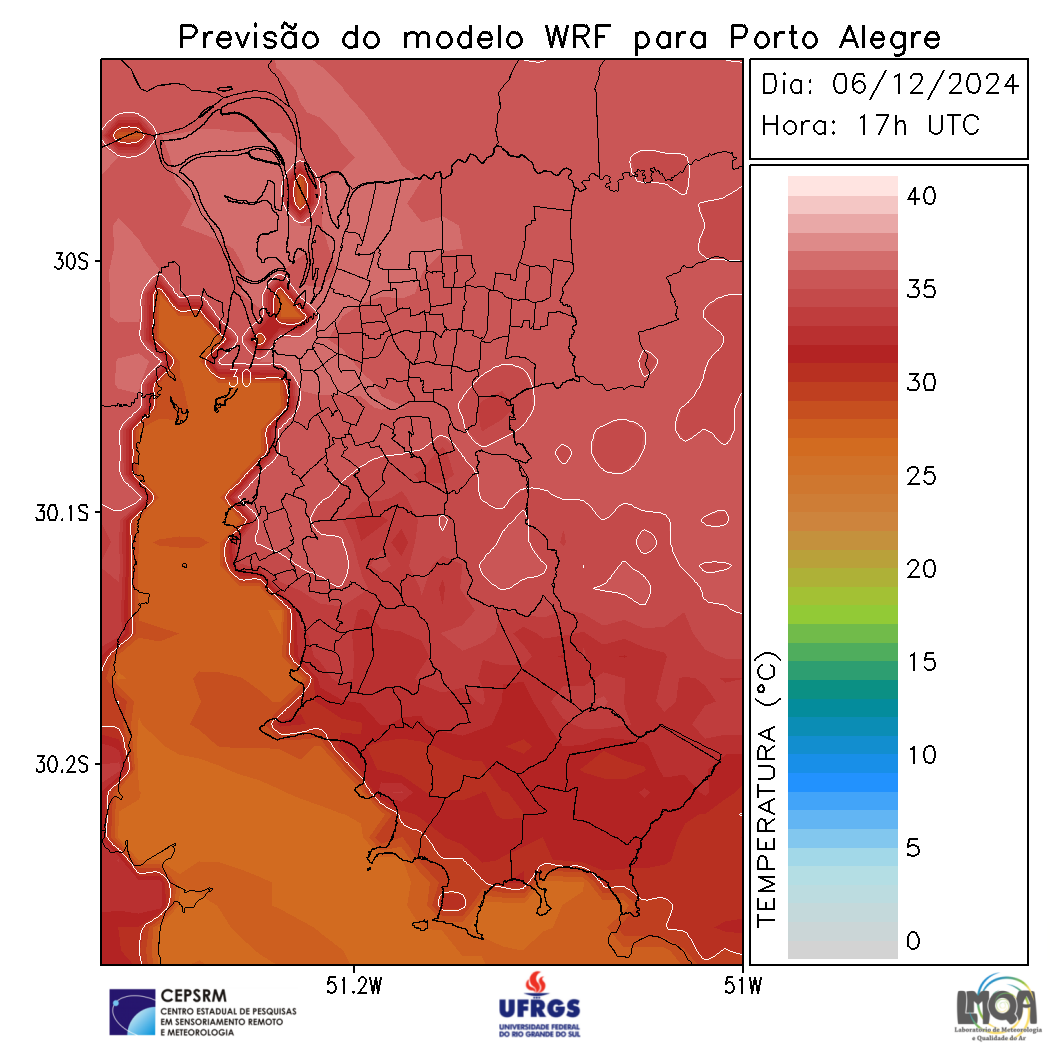 Previsão do modelo WRF para Porto Alegre
Dia: 06/12/2024
Hora: 17h UTC
30S
30.1S
30.2S
51.2W
51W
30
TEMPERATURA (°C)
40
35
30
25
20
15
10
5
0
CEPSRM
CENTRO ESTADUAL DE PESQUISAS
EM SENSORIAMENTO REMOTO
E METEOROLOGIA
UFRGS
UNIVERSIDADE FEDERAL
DO RIO GRANDE DO SUL
LMQA
Laboratório de Meteorologia
e Qualidade do Ar